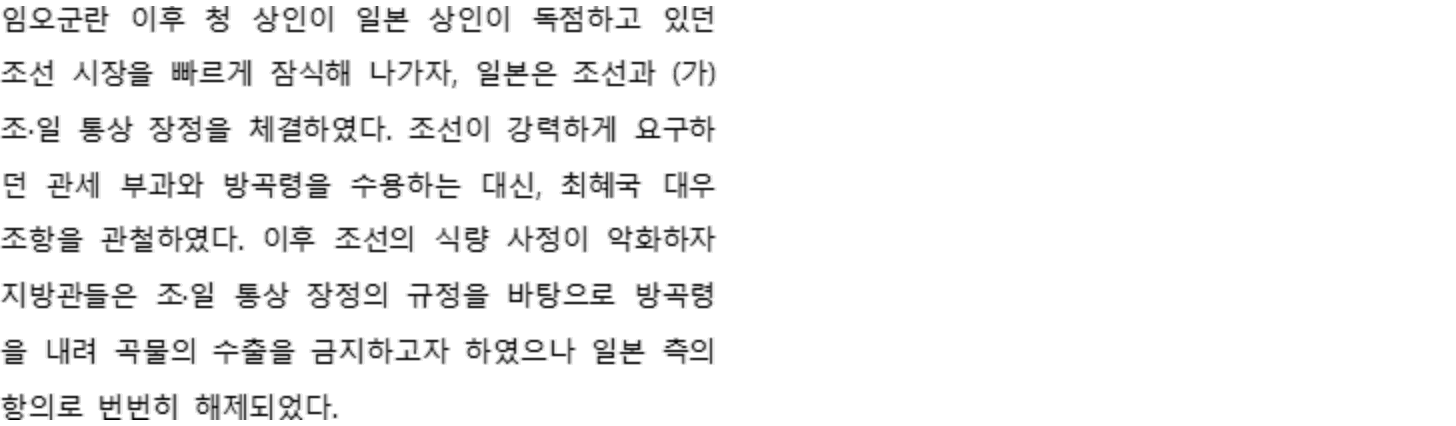 임오군란 이후 청 상인이 일본 상인이 독점하고 있던
조선 시장을 빠르게 잠식해 나가자, 일본은 조선과 (가)
조·일 통상 장정을 체결하였다. 조선이 강력하게 요구하
던 관세 부과와 방곡령을 수용하는 대신, 최혜국 대우
조항을 관철하였다. 이후 조선의 식량 사정이 악화하자
지방관들은 조·일 통상 장정의 규정을 바탕으로 방곡령
을 내려 곡물의 수출을 금지하고자 하였으나 일본 측의
항의로 번번히 해제되었다.